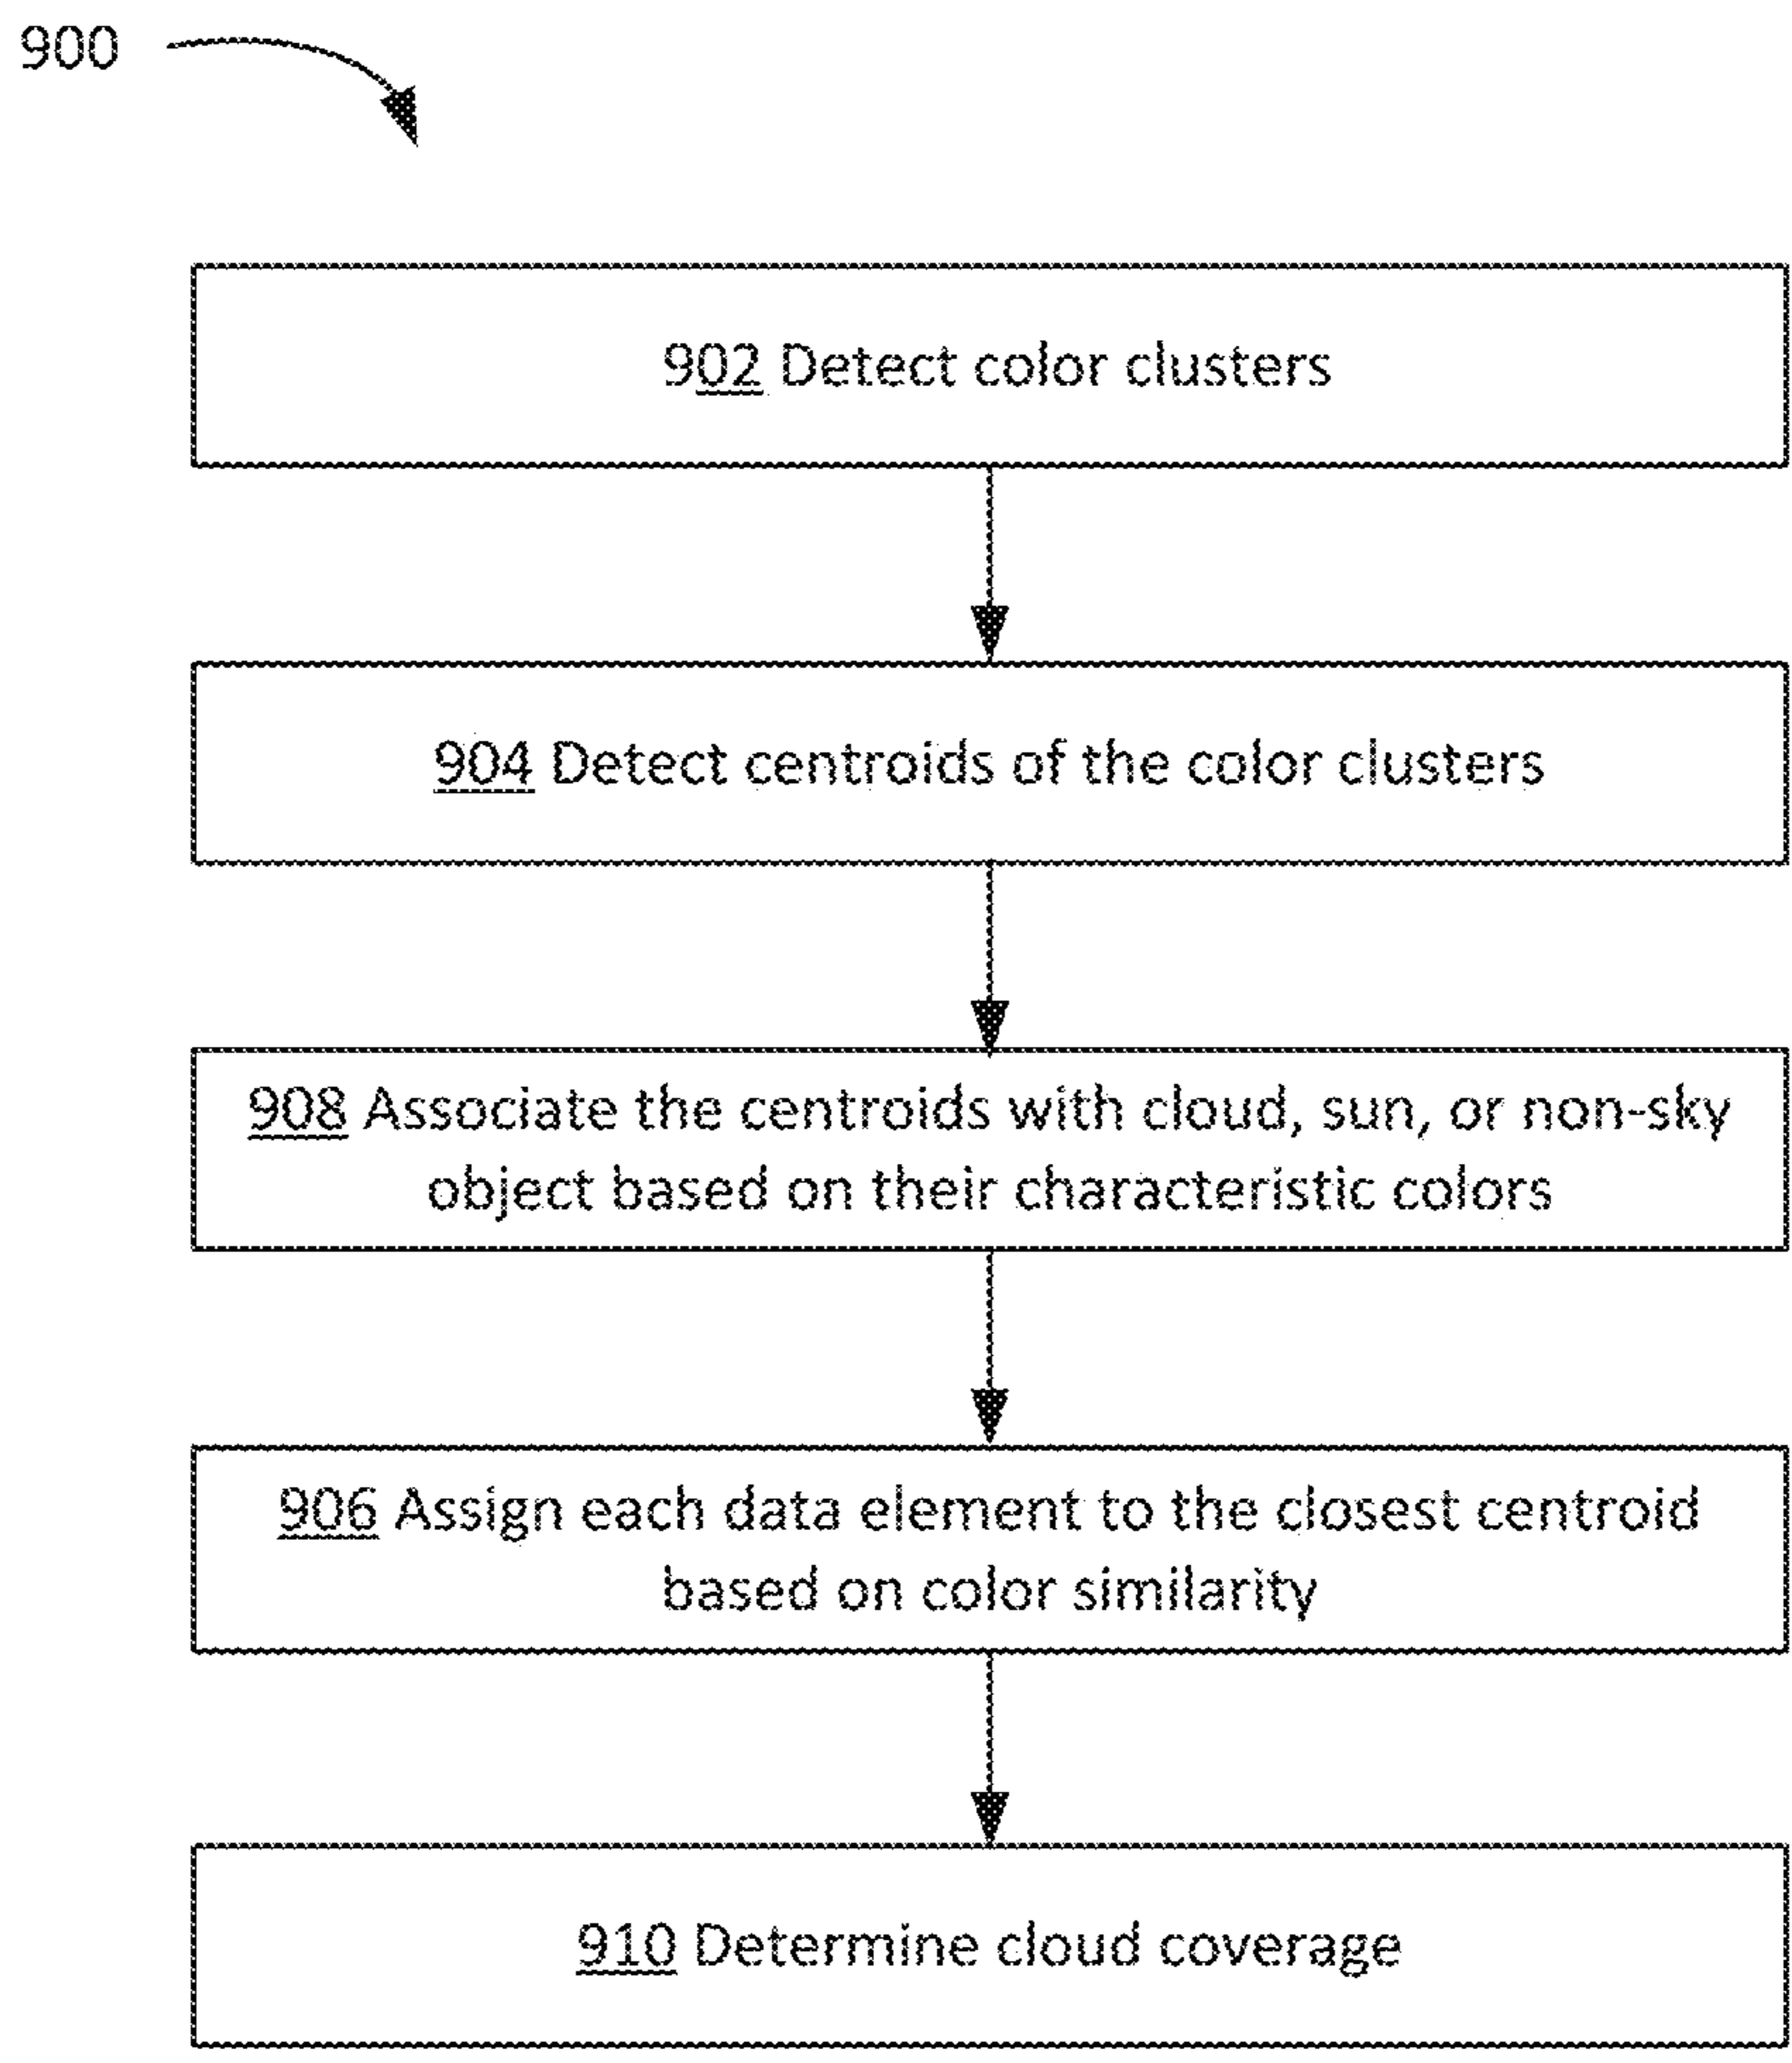 900
902 Detect color clusters
904 Detect centroids of the color clusters
908 Associate the centroids with cloud, sun, or non-sky
object based on their characteristic colors
906 Assign each data element to the closest centroid
based on color similarity
910 Determine cloud coverage